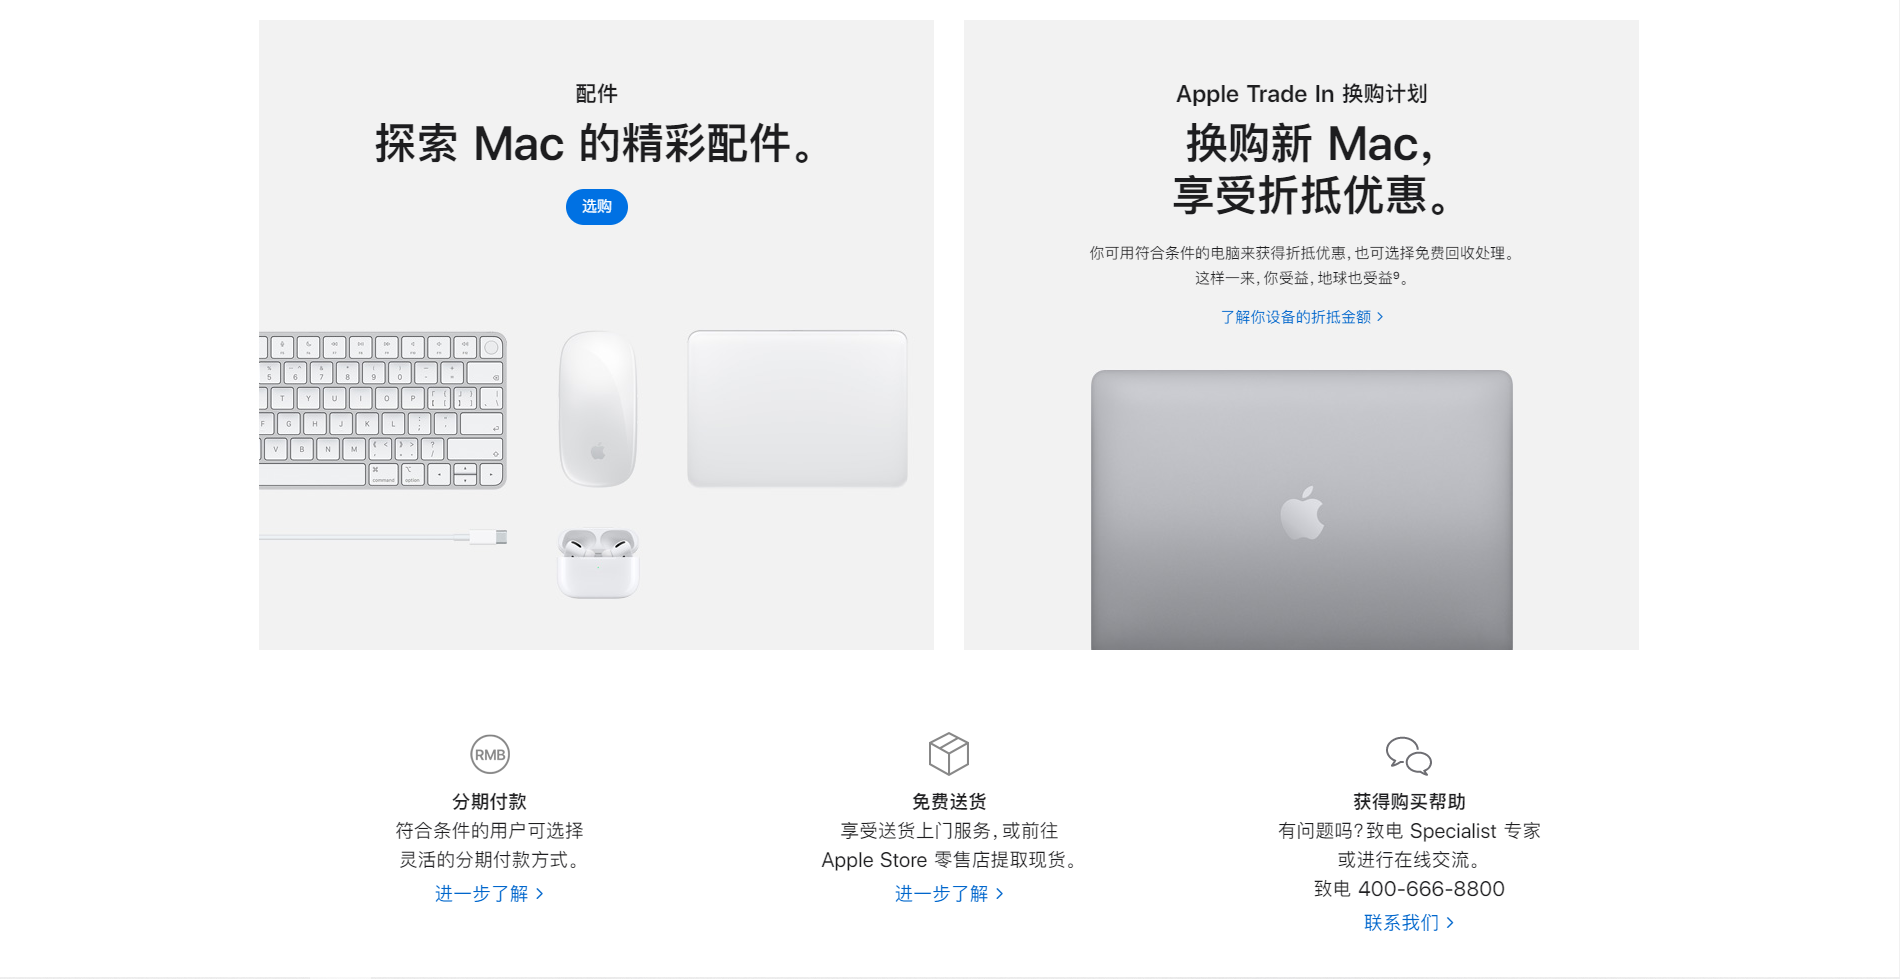 配件
探索 Mac 的精彩配件。
选购
Apple Trade In 换购计划
换购新 Mac，
享受折抵优惠。
你可用符合条件的电脑来获得折抵优惠，也可选择免费回收处理。
这样一来，你受益，地球也受益⁹。
了解你设备的折抵金额 >
5 6 7 8 9 0
T Y U I O P
F G H J K L
V B N M
command option
RMB
分期付款
符合条件的用户可选择
灵活的分期付款方式。
进一步了解 >
免费送货
享受送货上门服务，或前往
Apple Store 零售店提取现货。
进一步了解 >
获得购买帮助
有问题吗？致电 Specialist 专家
或进行在线交流。
致电 400-666-8800
联系我们 >